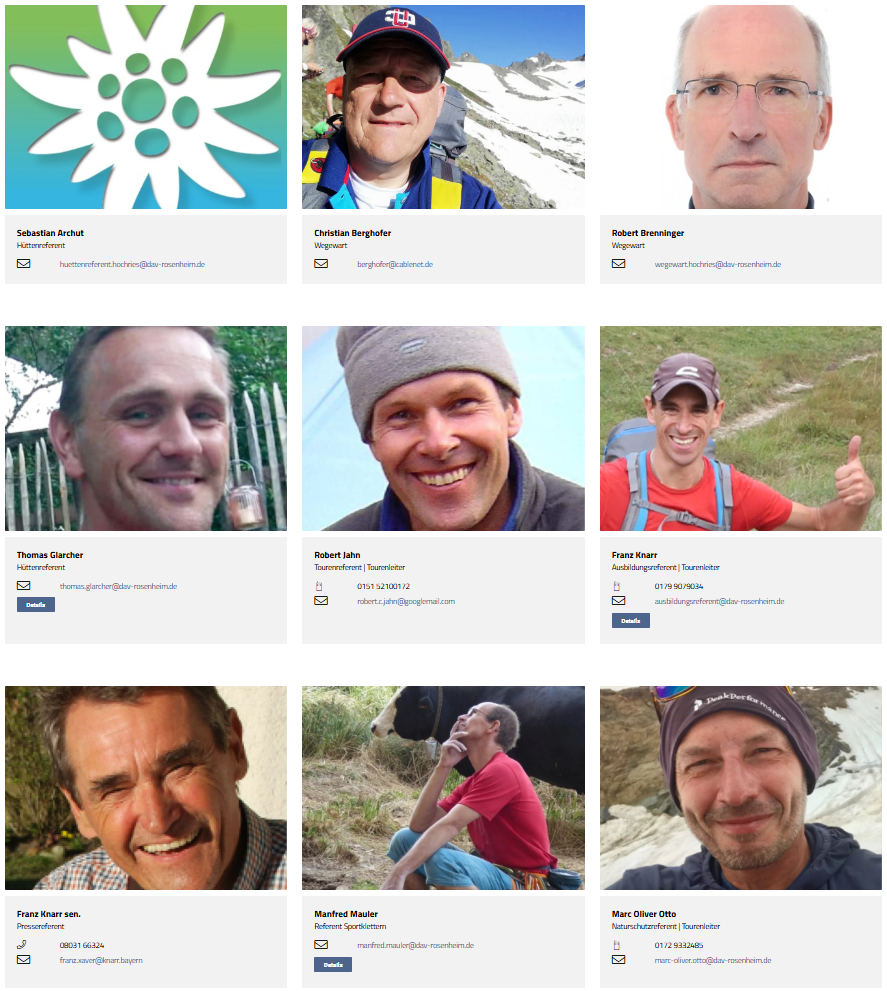 Sebastian Archut
Hüttenreferent
huettenreferent.hochries@dav-rosenheim.de
Christian Berghofer
Wegewart
berghofer@cablenet.de
Robert Brenninger
Wegewart
wegewart.hochries@dav-rosenheim.de
Thomas Glarcher
Hüttenreferent
thomas.glarcher@dav-rosenheim.de
Details
Robert Jahn
Tourenreferent | Tourenleiter
0151 52100172
robert.c.jahn@googlemail.com
Franz Knarr
Ausbildungsreferent | Tourenleiter
0179 9079034
ausbildungsreferent@dav-rosenheim.de
Details
PeakPerformance
Franz Knarr sen.
Pressereferent
08031 66324
franz.xaver@knarr.bayern
Manfred Mauler
Referent Sportklettern
manfred.mauler@dav-rosenheim.de
Details
Marc Oliver Otto
Naturschutzreferent | Tourenleiter
0172 9332485
marc-oliver.otto@dav-rosenheim.de